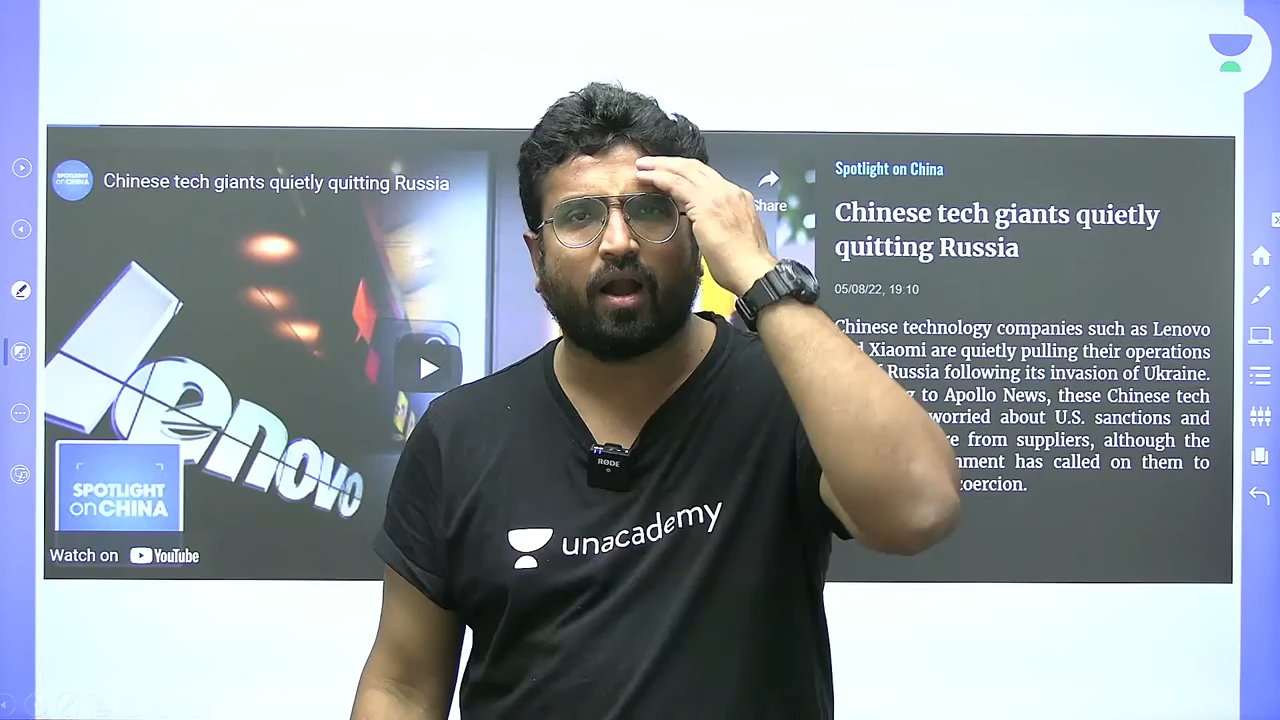 SPOTLIGHT
on CHINA
Chinese tech giants quietly quitting Russia
Share
Lenovo
SPOTLIGHT
on CHINA
Watch on YouTube
Spotlight on China
Chinese tech giants quietly
quitting Russia
05/08/22, 19 10
Chinese technology companies such as Lenovo
Xiaomi are quietly pulling their operations
Russia following its invasion of Ukraine.
to Apollo News, these Chinese tech
worried about U.S. sanctions and
from suppliers, although the
has called on them to
coercion.
RØDE
unacademy